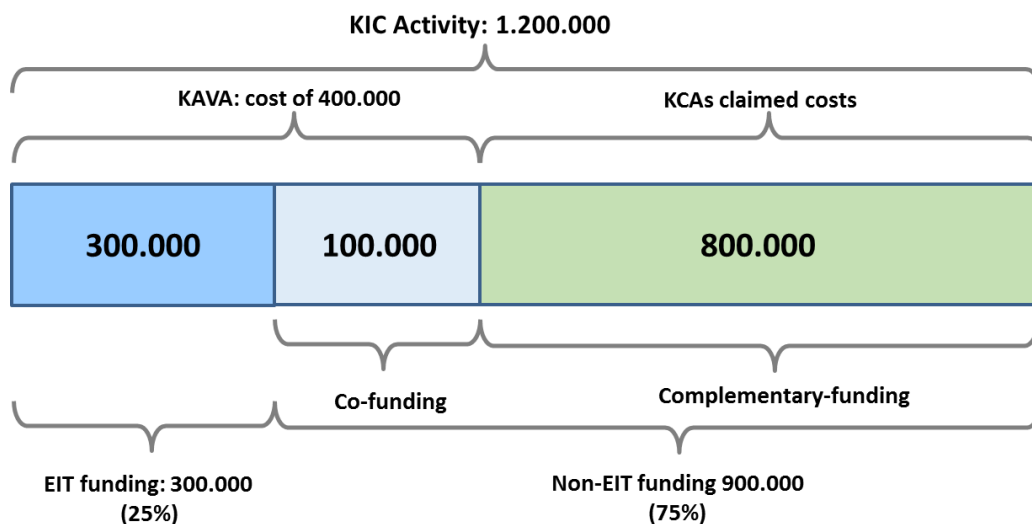 KIC Activity: 1.200.000
KAVA: cost of 400.000
KCAs claimed costs
300.000
100.000
800.000
Co-funding
Complementary-funding
EIT funding: 300.000
(25%)
Non-EIT funding 900.000
(75%)